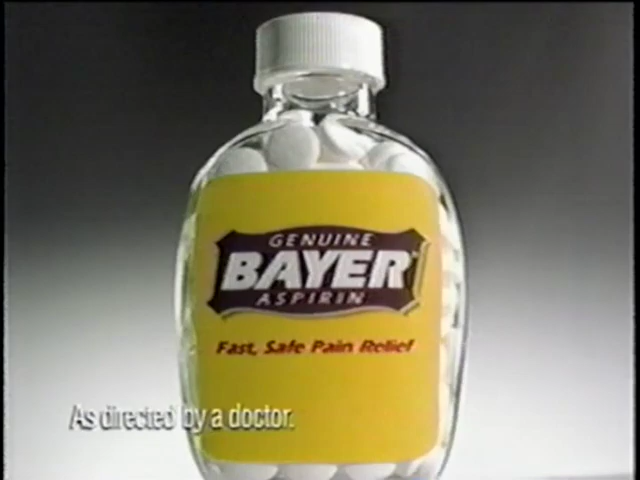 GENUINE
BAYER
ASPIRIN
Fast, Safe Pain Relief
As directed by a doctor.